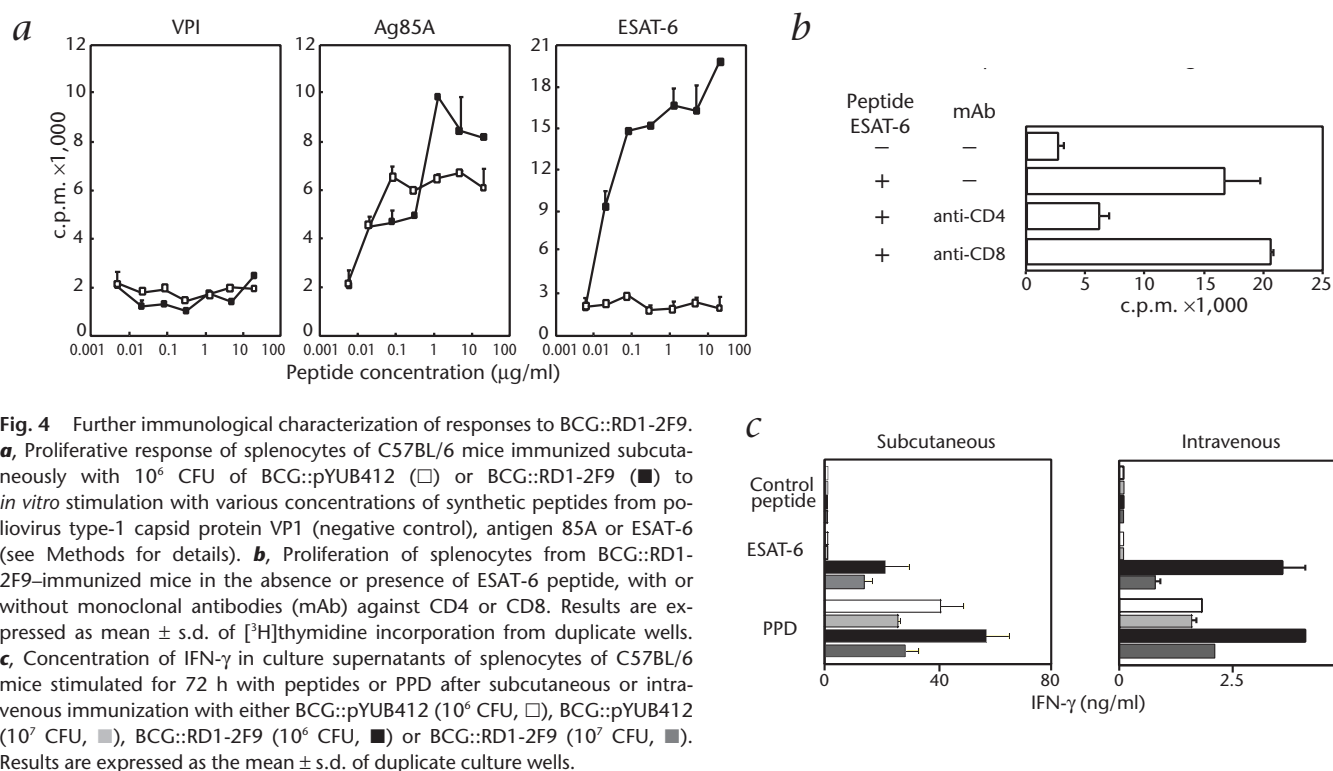 a
VPI
Ag85A
ESAT-6
12
10
8
6
4
2
0
c.p.m. ×1,000
0.001 0.01 0.1 1 10 100
12
10
8
6
4
2
0
0.001 0.01 0.1 1 10 100
21
18
15
12
9
6
3
0
0.001 0.01 0.1 1 10 100
Peptide concentration (μg/ml)
b
Peptide
ESAT-6
mAb
– –
+ –
+ anti-CD4
+ anti-CD8
0 5 10 15 20 25
c.p.m. ×1,000
Fig. 4 Further immunological characterization of responses to BCG::RD1-2F9.
a, Proliferative response of splenocytes of C57BL/6 mice immunized subcuta-
neously with 10⁶ CFU of BCG::pYUB412 (□) or BCG::RD1-2F9 (■) to
in vitro stimulation with various concentrations of synthetic peptides from po-
liovirus type-1 capsid protein VP1 (negative control), antigen 85A or ESAT-6
(see Methods for details). b, Proliferation of splenocytes from BCG::RD1-
2F9–immunized mice in the absence or presence of ESAT-6 peptide, with or
without monoclonal antibodies (mAb) against CD4 or CD8. Results are ex-
pressed as mean ± s.d. of [³H]thymidine incorporation from duplicate wells.
c, Concentration of IFN-γ in culture supernatants of splenocytes of C57BL/6
mice stimulated for 72 h with peptides or PPD after subcutaneous or intra-
venous immunization with either BCG::pYUB412 (10⁶ CFU, □), BCG::pYUB412
(10⁷ CFU, ■), BCG::RD1-2F9 (10⁶ CFU, ■) or BCG::RD1-2F9 (10⁷ CFU, ■).
Results are expressed as the mean ± s.d. of duplicate culture wells.
c
Subcutaneous
Intravenous
Control
peptide
ESAT-6
PPD
0 40 80
0 2.5
IFN-γ (ng/ml)